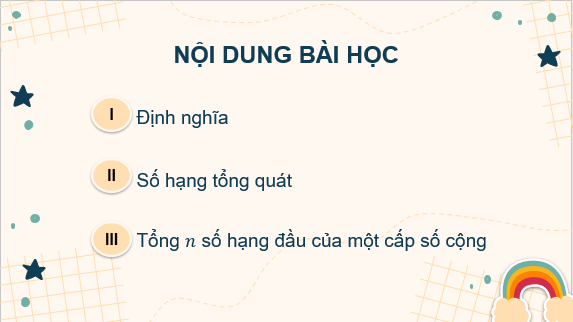 NỘI DUNG BÀI HỌC
I Định nghĩa
II Số hạng tổng quát
III Tổng n số hạng đầu của một cấp số cộng